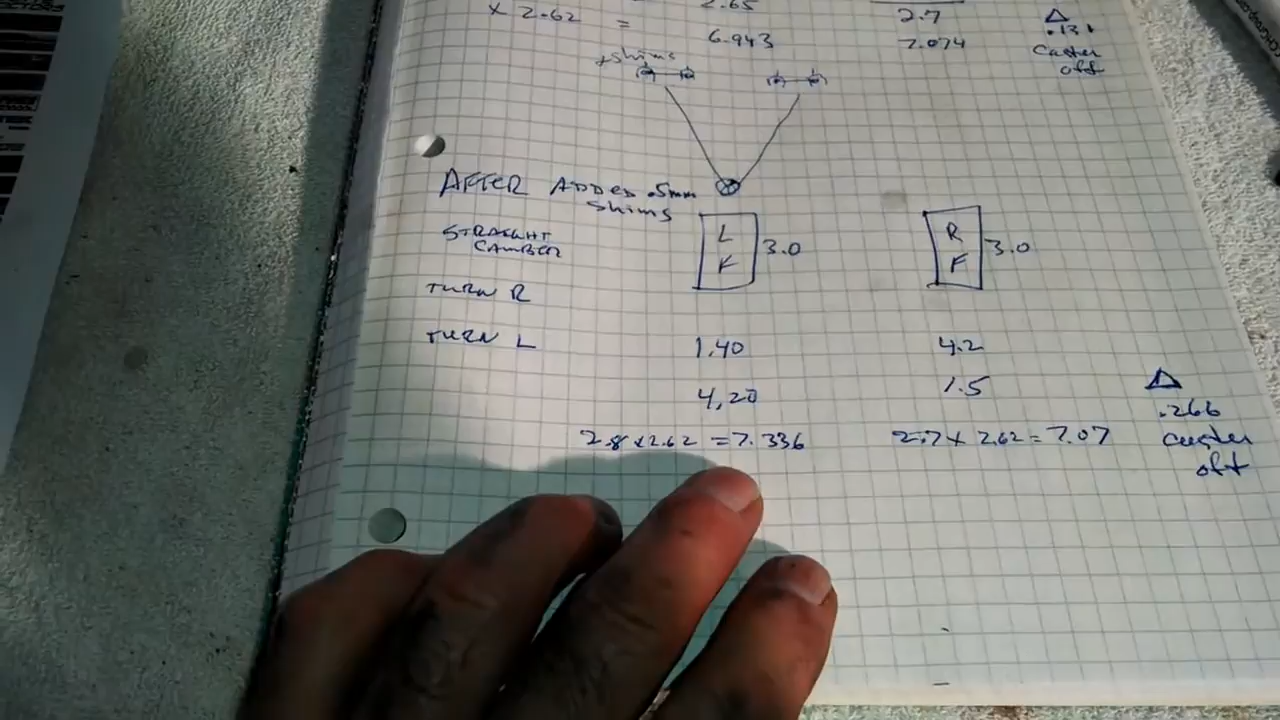 2.65
x 2.62 = 2.7 Δ
6.943 7.074 .131
caster
off
+shims
AFTER ADDED .5mm
shims
STRAIGHT L 3.0 R 3.0
CAMBER F F
TURN R
TURN L 1.40 4.2
4,20 1.5 Δ
.266
2.8 x 2.62 = 7.336 2.7 x 2.62 = 7.07 caster
off